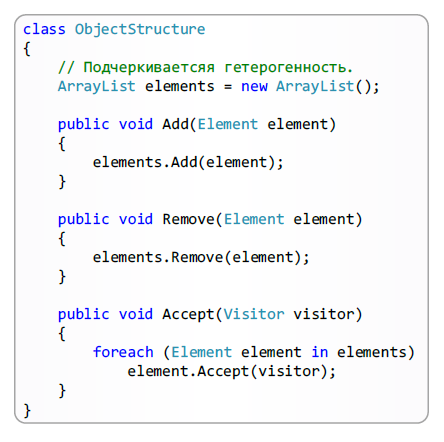 class ObjectStructure
{
    // Подчеркиваетсяя гетерогенность.
    ArrayList elements = new ArrayList();

    public void Add(Element element)
    {
        elements.Add(element);
    }

    public void Remove(Element element)
    {
        elements.Remove(element);
    }

    public void Accept(Visitor visitor)
    {
        foreach (Element element in elements)
            element.Accept(visitor);
    }
}